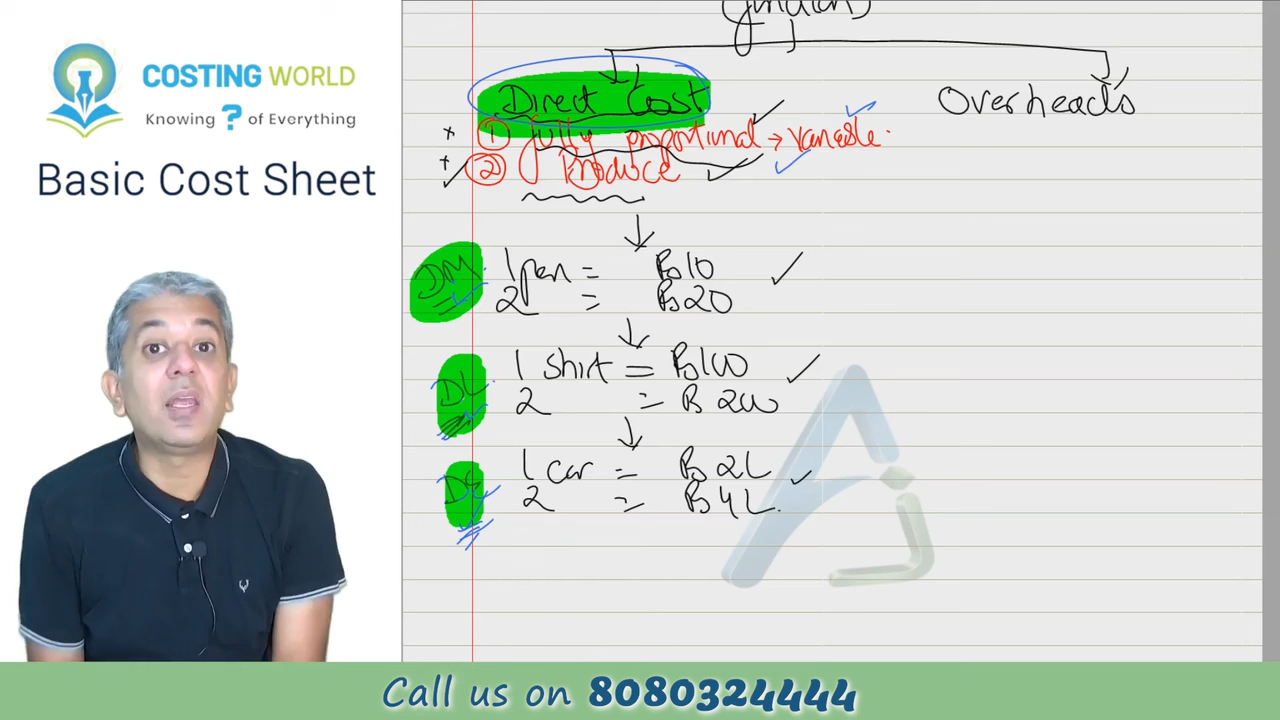 COSTING WORLD
Knowing ? of Everything
Basic Cost Sheet
Direct Cost
Overheads
① fully proportional → variable.
② Produce
DM
1 pen = Rs 10
2 = Rs 20
DL
1 shirt = Rs 100
2 = Rs 200
DE
1 car = Rs 2L
2 = Rs 4L
Call us on 8080324444